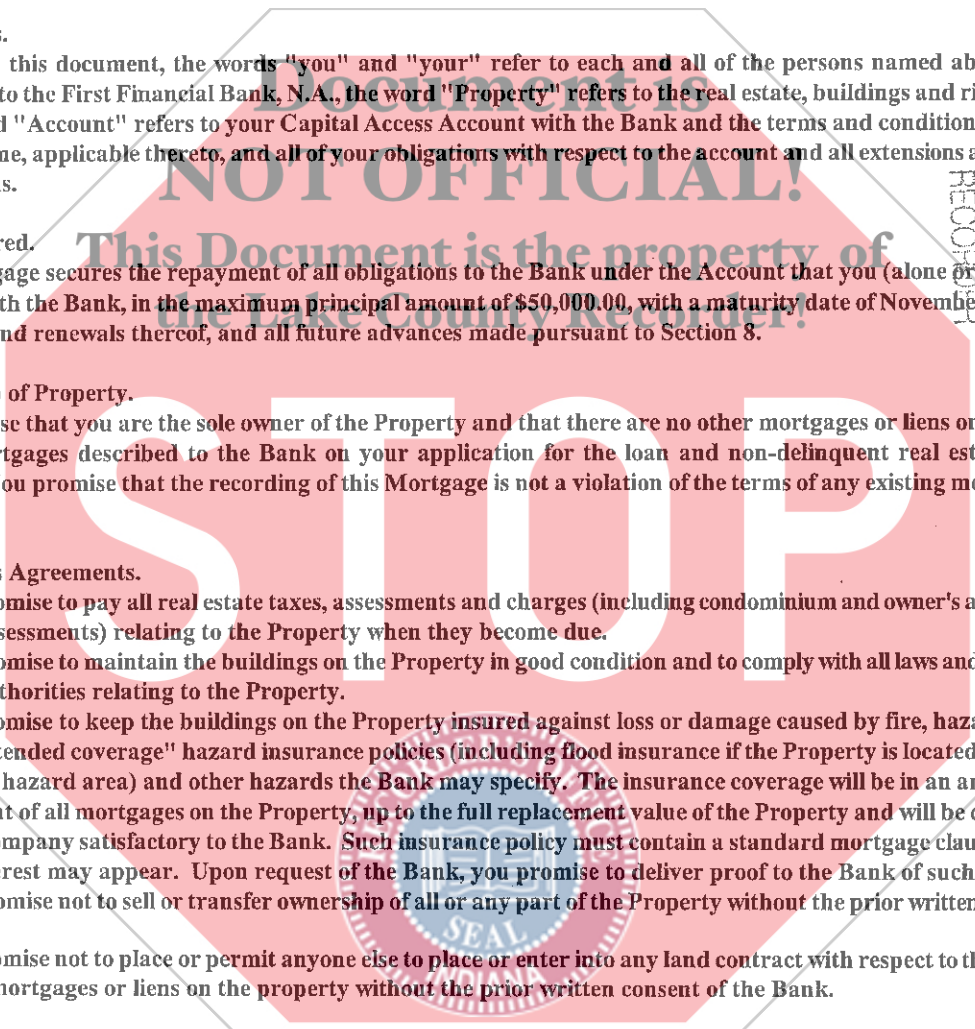 s.
this document, the words "you" and "your" refer to each and all of the persons named ab
to the First Financial Bank, N.A., the word "Property" refers to the real estate, buildings and ri
d "Account" refers to your Capital Access Account with the Bank and the terms and condition
me, applicable thereto, and all of your obligations with respect to the account and all extensions a
ns.
red.
gage secures the repayment of all obligations to the Bank under the Account that you (alone or
th the Bank, in the maximum principal amount of $50,000.00, with a maturity date of Novembe
and renewals thereof, and all future advances made pursuant to Section 8.
of Property.
se that you are the sole owner of the Property and that there are no other mortgages or liens on
rtgages described to the Bank on your application for the loan and non-delinquent real est
ou promise that the recording of this Mortgage is not a violation of the terms of any existing mo
s Agreements.
omise to pay all real estate taxes, assessments and charges (including condominium and owner's a
sessments) relating to the Property when they become due.
omise to maintain the buildings on the Property in good condition and to comply with all laws and
thorities relating to the Property.
omise to keep the buildings on the Property insured against loss or damage caused by fire, haza
tended coverage" hazard insurance policies (including flood insurance if the Property is located
hazard area) and other hazards the Bank may specify. The insurance coverage will be in an am
nt of all mortgages on the Property, up to the full replacement value of the Property and will be o
ompany satisfactory to the Bank. Such insurance policy must contain a standard mortgage clau
erest may appear. Upon request of the Bank, you promise to deliver proof to the Bank of such
omise not to sell or transfer ownership of all or any part of the Property without the prior written
omise not to place or permit anyone else to place or enter into any land contract with respect to th
mortgages or liens on the property without the prior written consent of the Bank.
Document is
NOT OFFICIAL!
This Document is the property of
the Lake County Recorder!
STOP
RECORDER
SEAL
INDIANA